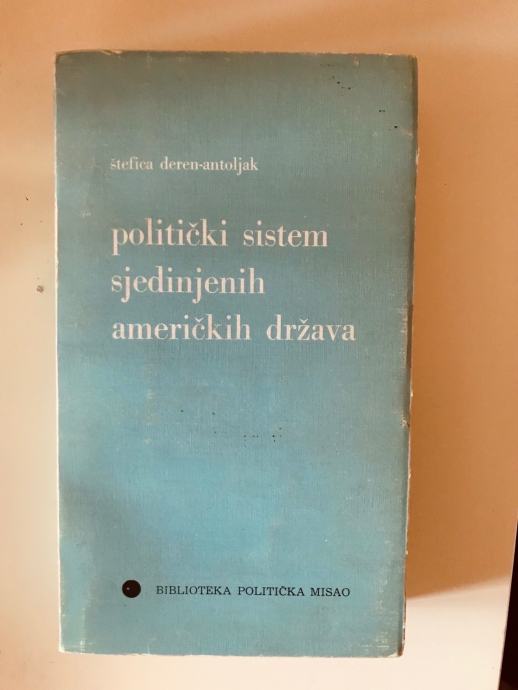 štefica deren-antoljak
politički sistem
sjedinjenih
američkih država
BIBLIOTEKA POLITIČKA MISAO